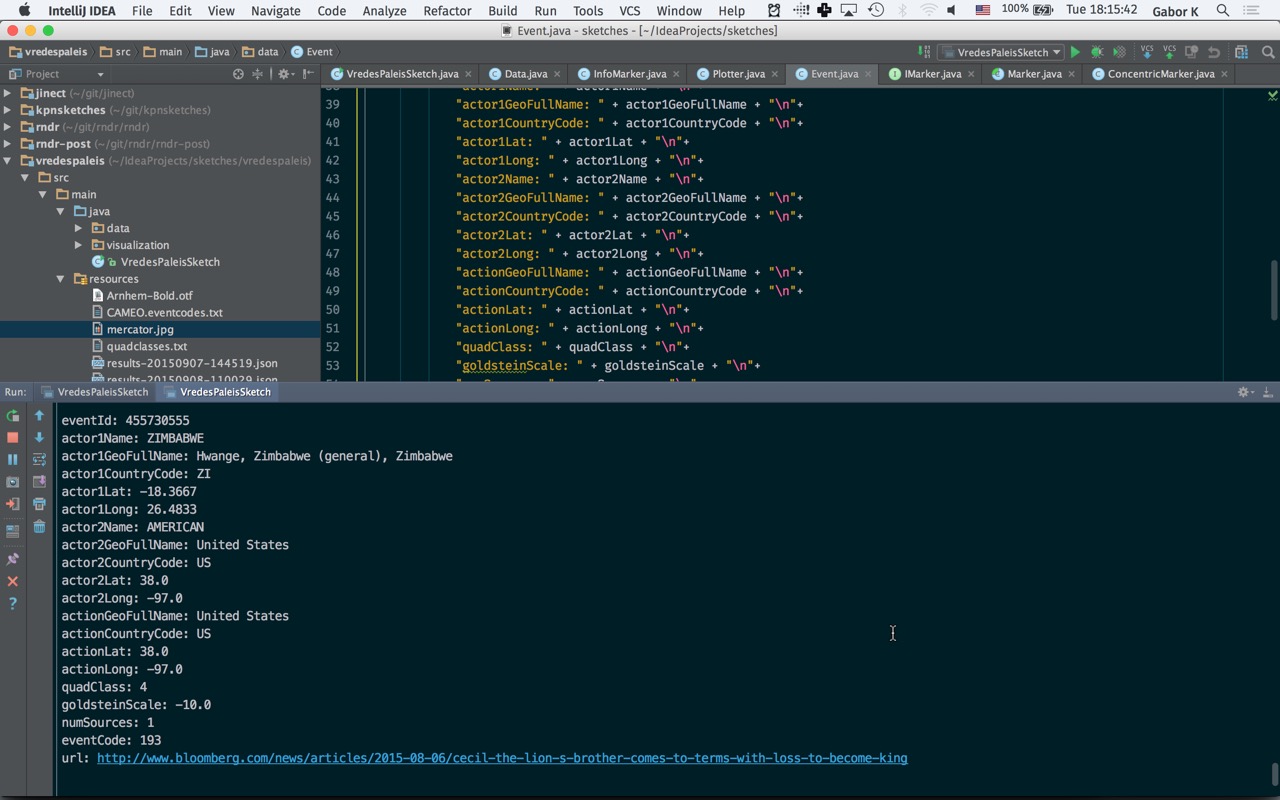 IntelliJ IDEA File Edit View Navigate Code Analyze Refactor Build Run Tools VCS Window Help 100% Tue 18:15:42 Gabor K
Event.java - sketches - [~/IdeaProjects/sketches]
vredespaleis src main java data Event VredesPaleisSketch VCS VCS
Project VredesPaleisSketch.java Data.java InfoMarker.java Plotter.java Event.java IMarker.java Marker.java ConcentricMarker.java
jinect (~/git/jinect)
kpnsketches (~/git/kpnsketches)
rndr (~/git/rndr/rndr)
rndr-post (~/git/rndr/rndr-post)
vredespaleis (~/IdeaProjects/sketches/vredespaleis)
src
main
java
data
visualization
VredesPaleisSketch
resources
Arnhem-Bold.otf
CAMEO.eventcodes.txt
mercator.jpg
quadclasses.txt
results-20150907-144519.json
results-20150908-110029.json
39 "actor1GeoFullName: " + actor1GeoFullName + "\n"+
40 "actor1CountryCode: " + actor1CountryCode + "\n"+
41 "actor1Lat: " + actor1Lat + "\n"+
42 "actor1Long: " + actor1Long + "\n"+
43 "actor2Name: " + actor2Name + "\n"+
44 "actor2GeoFullName: " + actor2GeoFullName + "\n"+
45 "actor2CountryCode: " + actor2CountryCode + "\n"+
46 "actor2Lat: " + actor2Lat + "\n"+
47 "actor2Long: " + actor2Long + "\n"+
48 "actionGeoFullName: " + actionGeoFullName + "\n"+
49 "actionCountryCode: " + actionCountryCode + "\n"+
50 "actionLat: " + actionLat + "\n"+
51 "actionLong: " + actionLong + "\n"+
52 "quadClass: " + quadClass + "\n"+
53 "goldsteinScale: " + goldsteinScale + "\n"+
Run: VredesPaleisSketch VredesPaleisSketch
eventId: 455730555
actor1Name: ZIMBABWE
actor1GeoFullName: Hwange, Zimbabwe (general), Zimbabwe
actor1CountryCode: ZI
actor1Lat: -18.3667
actor1Long: 26.4833
actor2Name: AMERICAN
actor2GeoFullName: United States
actor2CountryCode: US
actor2Lat: 38.0
actor2Long: -97.0
actionGeoFullName: United States
actionCountryCode: US
actionLat: 38.0
actionLong: -97.0
quadClass: 4
goldsteinScale: -10.0
numSources: 1
eventCode: 193
url: http://www.bloomberg.com/news/articles/2015-08-06/cecil-the-lion-s-brother-comes-to-terms-with-loss-to-become-king